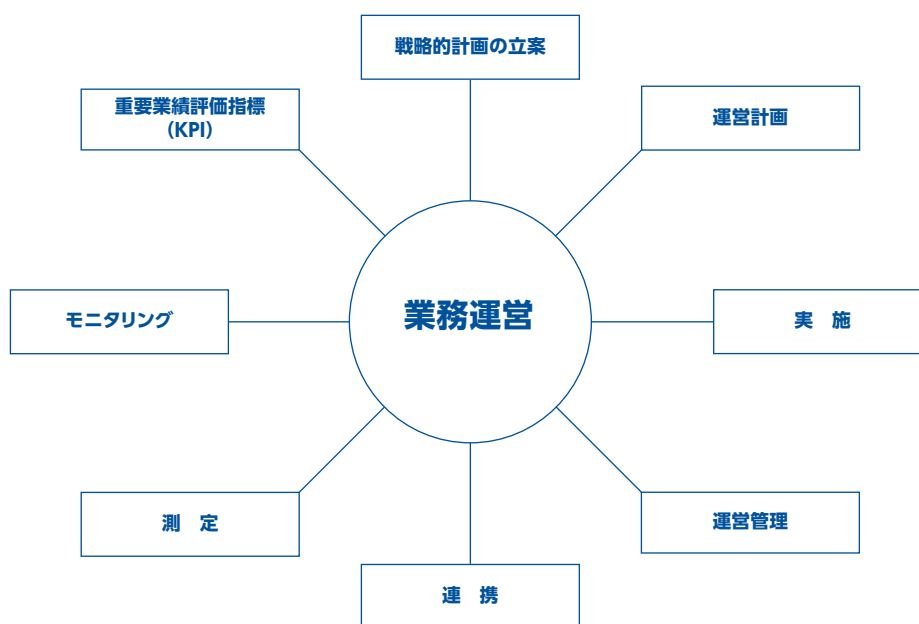 戦略的計画の立案
重要業績評価指標
(KPI)
運営計画
業務運営
モニタリング
実　施
測　定
運営管理
連　携